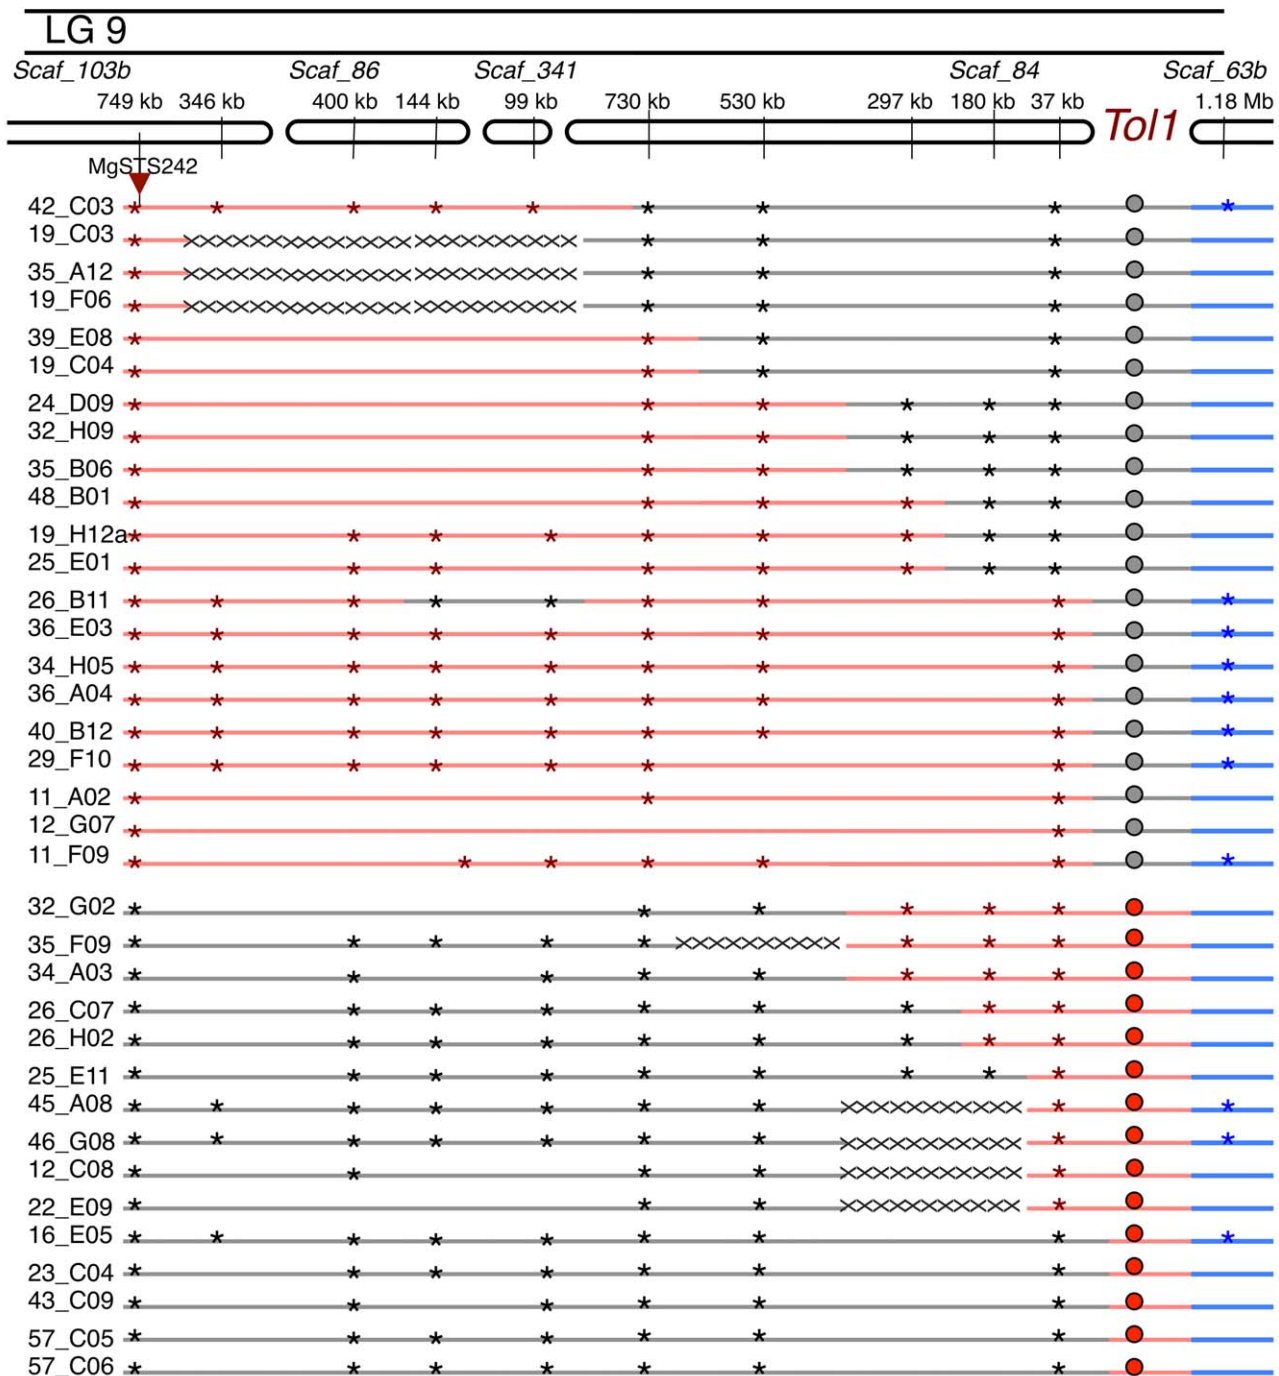 LG 9
Scaf_103b Scaf_86 Scaf_341 Scaf_84 Scaf_63b
749 kb 346 kb 400 kb 144 kb 99 kb 730 kb 530 kb 297 kb 180 kb 37 kb Tol1 1.18 Mb
MgSTS242
42_C03
19_C03
35_A12
19_F06
39_E08
19_C04
24_D09
32_H09
35_B06
48_B01
19_H12a
25_E01
26_B11
36_E03
34_H05
36_A04
40_B12
29_F10
11_A02
12_G07
11_F09
32_G02
35_F09
34_A03
26_C07
26_H02
25_E11
45_A08
46_G08
12_C08
22_E09
16_E05
23_C04
43_C09
57_C05
57_C06